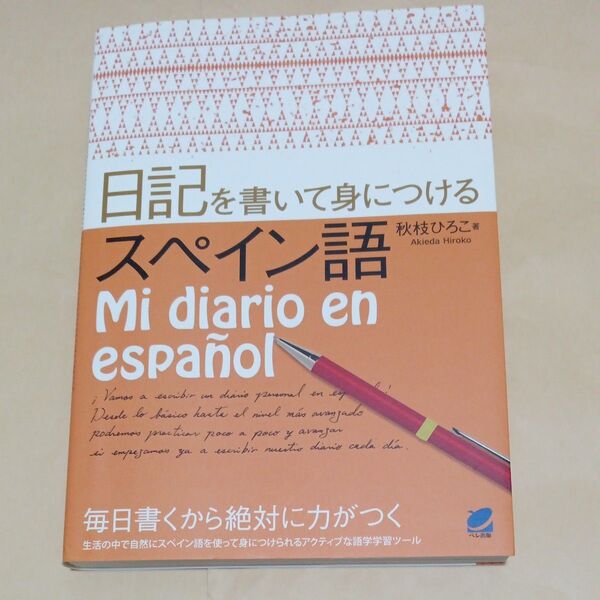 日記を書いて身につける
スペイン語
秋枝ひろこ 著
Akieda Hiroko
Mi diario en
español
¡Vamos a escribir un diario personal en español!
Desde lo básico hasta el nivel más avanzado
podremos practicar poco a poco y avanzar
si empezamos ya a escribir nuestro diario cada día.
毎日書くから絶対に力がつく
生活の中で自然にスペイン語を使って身につけられるアクティブな語学学習ツール
ベレ出版